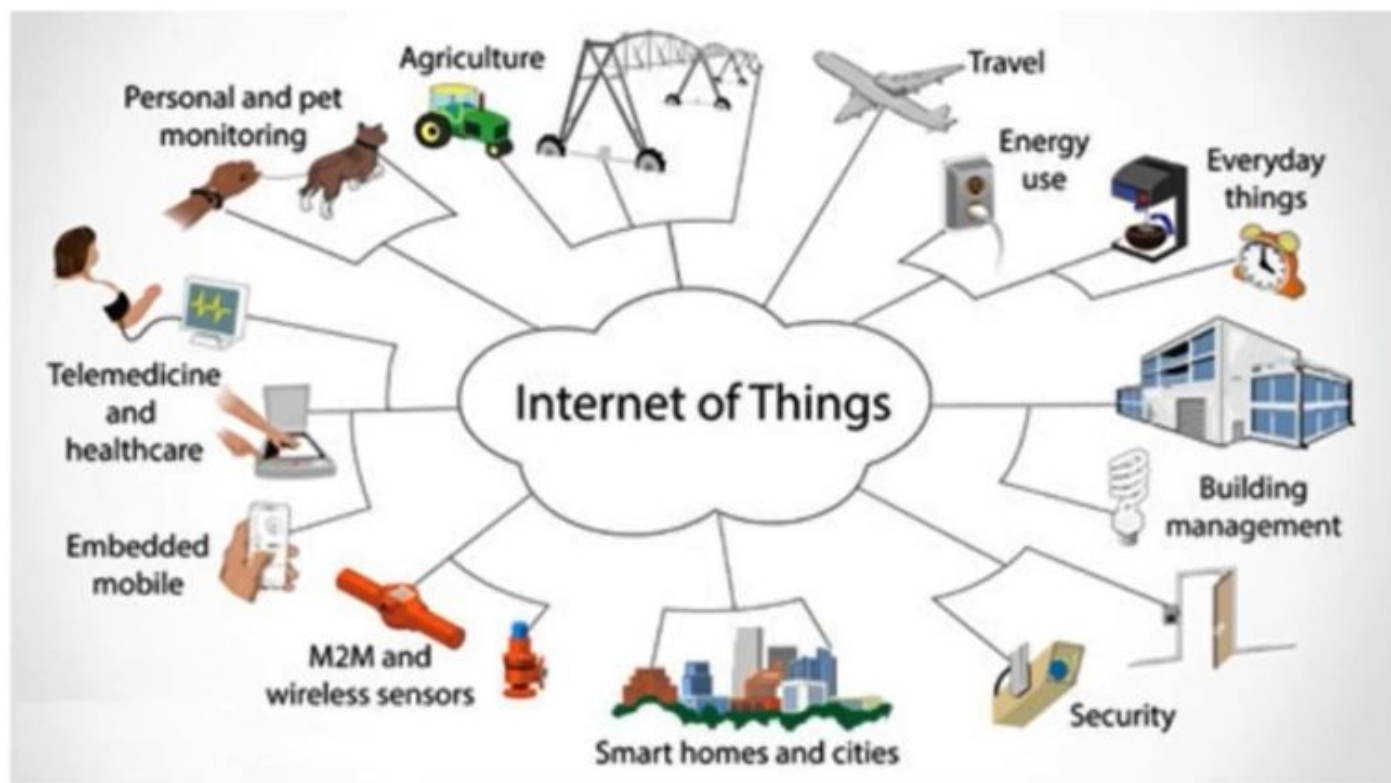 Agriculture
Travel
Personal and pet
monitoring
Energy
use
Everyday
things
Telemedicine
and
healthcare
Internet of Things
Building
management
Embedded
mobile
M2M and
wireless sensors
Smart homes and cities
Security